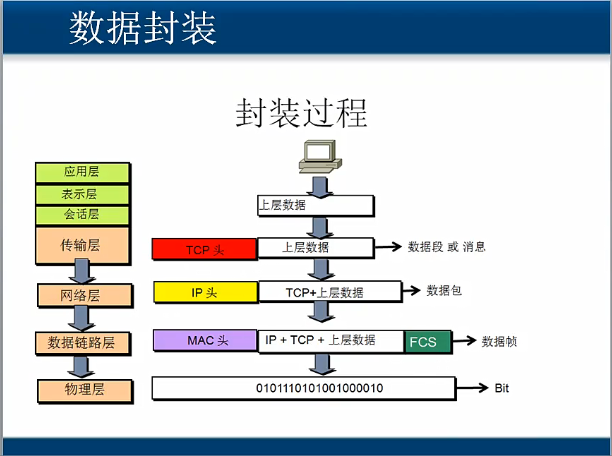 数据封装
封装过程
应用层
表示层
会话层
传输层
网络层
数据链路层
物理层
上层数据
TCP 头 上层数据 数据段 或 消息
IP 头 TCP+上层数据 数据包
MAC 头 IP + TCP + 上层数据 FCS 数据帧
0101110101001000010 Bit